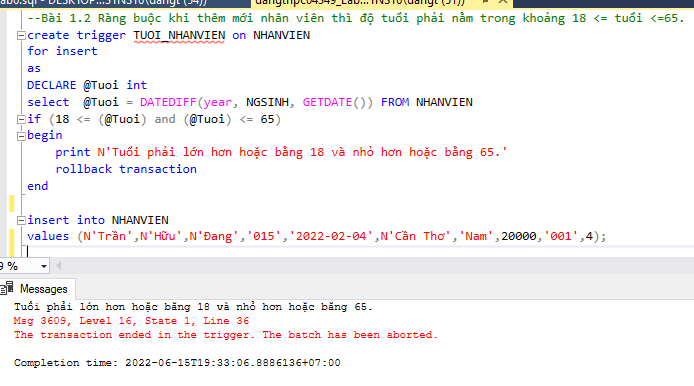 dangthpc04349_Lab
--Bài 1.2 Ràng buộc khi thêm mới nhân viên thì độ tuổi phải nằm trong khoảng 18 <= tuổi <=65.
create trigger TUOI_NHANVIEN on NHANVIEN
for insert
as
DECLARE @Tuoi int
select @Tuoi = DATEDIFF(year, NGSINH, GETDATE()) FROM NHANVIEN
if (18 <= (@Tuoi) and (@Tuoi) <= 65)
begin
print N'Tuổi phải lớn hơn hoặc bằng 18 và nhỏ hơn hoặc bằng 65.'
rollback transaction
end
insert into NHANVIEN
values (N'Trần',N'Hữu',N'Đang','015','2022-02-04',N'Cần Thơ','Nam',20000,'001',4);
9 %
Messages
Tuổi phải lớn hơn hoặc bằng 18 và nhỏ hơn hoặc bằng 65.
Msg 3609, Level 16, State 1, Line 36
The transaction ended in the trigger. The batch has been aborted.
Completion time: 2022-06-15T19:33:06.8886136+07:00